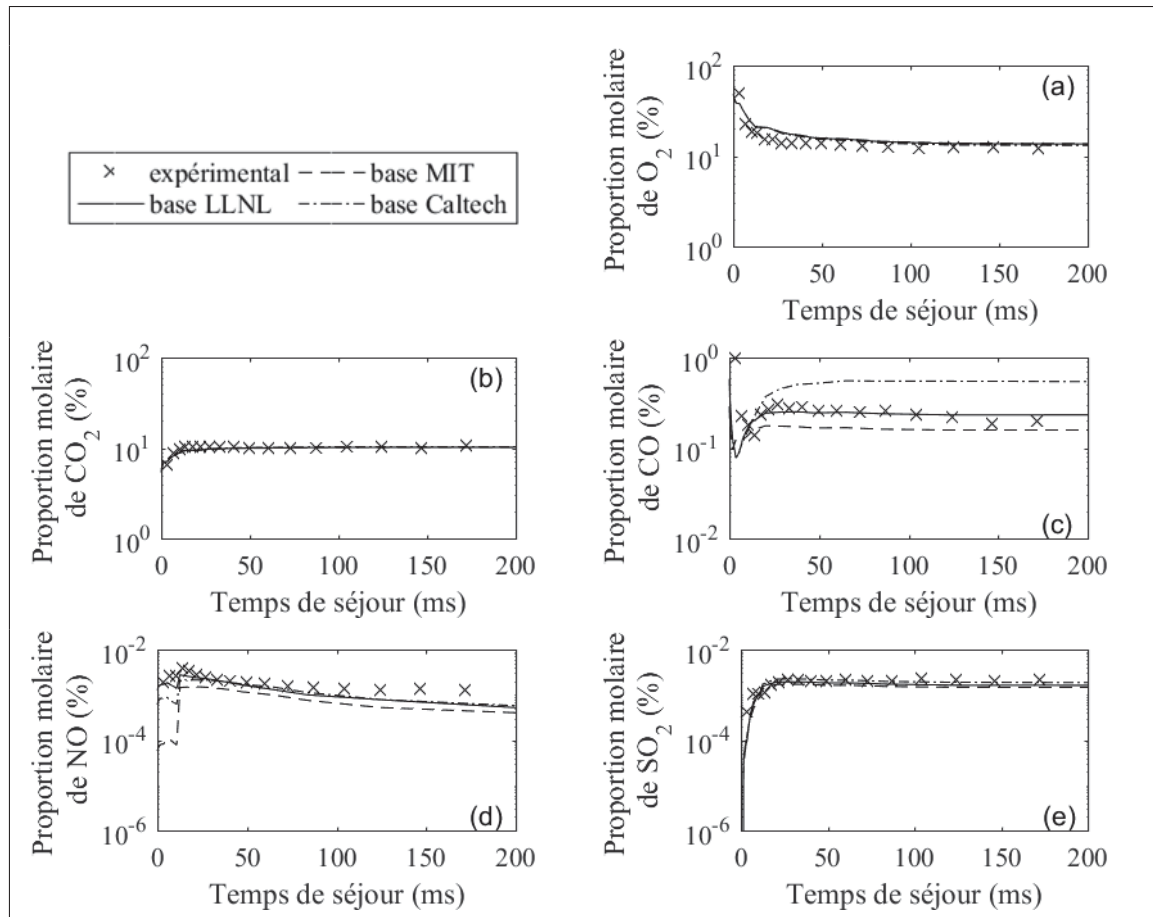 Proportion molaire
de O2 (%)
10^2
10^1
10^0
(a)
0 50 100 150 200
Temps de séjour (ms)
× expérimental --- base MIT
— base LLNL -·-·- base Caltech
Proportion molaire
de CO2 (%)
10^2
10^1
10^0
(b)
0 50 100 150 200
Temps de séjour (ms)
Proportion molaire
de CO (%)
10^0
10^-1
10^-2
(c)
0 50 100 150 200
Temps de séjour (ms)
Proportion molaire
de NO (%)
10^-2
10^-4
10^-6
(d)
0 50 100 150 200
Temps de séjour (ms)
Proportion molaire
de SO2 (%)
10^-2
10^-4
10^-6
(e)
0 50 100 150 200
Temps de séjour (ms)